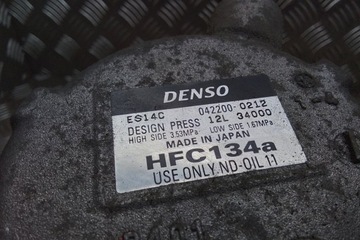 DENSO
ES14C 042200-0212
DESIGN PRESS 12L 34000
HIGH SIDE 3.53MPa LOW SIDE 1.67MPa
MADE IN JAPAN
HFC134a
USE ONLY ND-OIL 11